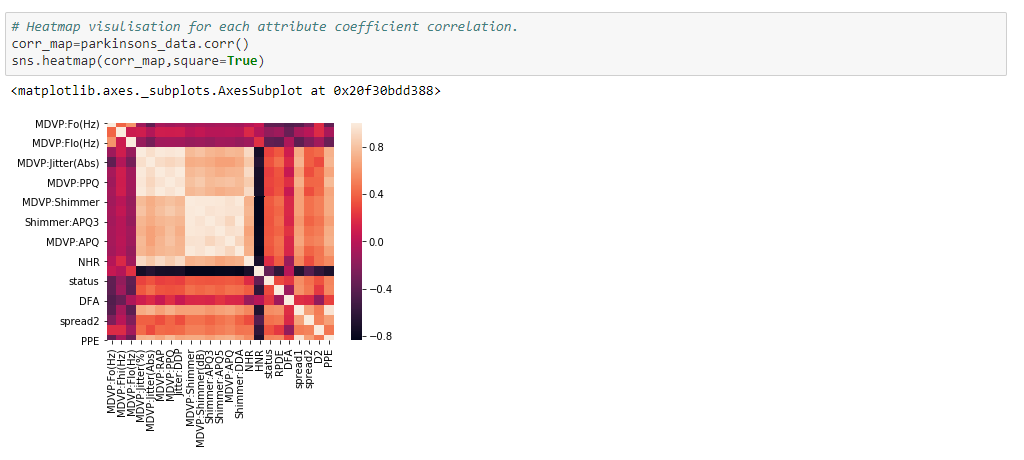 # Heatmap visulisation for each attribute coefficient correlation.
corr_map=parkinsons_data.corr()
sns.heatmap(corr_map,square=True)
<matplotlib.axes._subplots.AxesSubplot at 0x20f30bdd388>
MDVP:Fo(Hz)
MDVP:Flo(Hz)
MDVP:Jitter(Abs)
MDVP:PPQ
MDVP:Shimmer
Shimmer:APQ3
MDVP:APQ
NHR
status
DFA
spread2
PPE
0.8
0.4
0.0
−0.4
−0.8
MDVP:Fo(Hz)
MDVP:Fhi(Hz)
MDVP:Flo(Hz)
MDVP:Jitter(%)
MDVP:Jitter(Abs)
MDVP:RAP
MDVP:PPQ
Jitter:DDP
MDVP:Shimmer
MDVP:Shimmer(dB)
Shimmer:APQ3
Shimmer:APQ5
MDVP:APQ
Shimmer:DDA
NHR
HNR
status
RPDE
DFA
spread1
spread2
D2
PPE